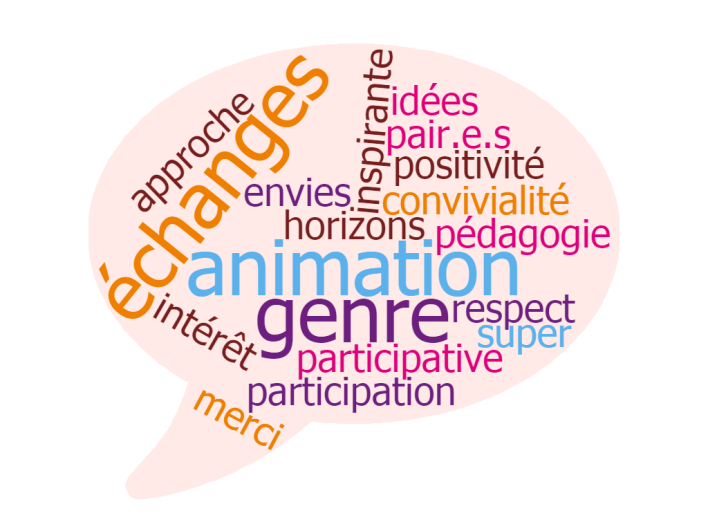 approche
échanges
inspirante
idées
pair.e.s
positivité
envies
convivialité
horizons
pédagogie
animation
genre
respect
intérêt
super
participative
participation
merci